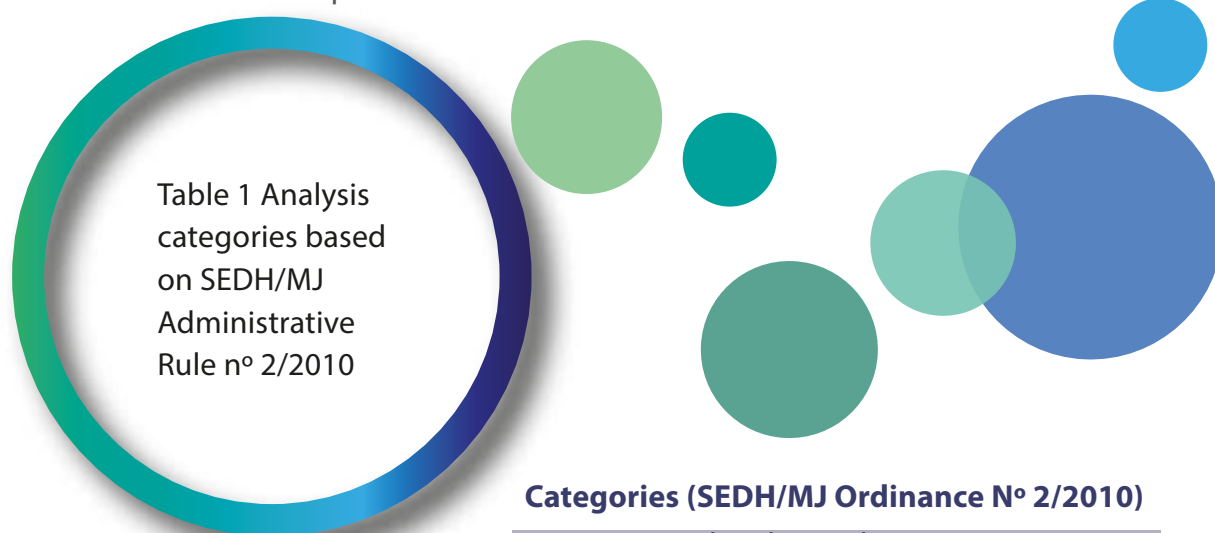 Table 1 Analysis
categories based
on SEDH/MJ
Administrative
Rule nº 2/2010
Categories (SEDH/MJ Ordinance Nº 2/2010)